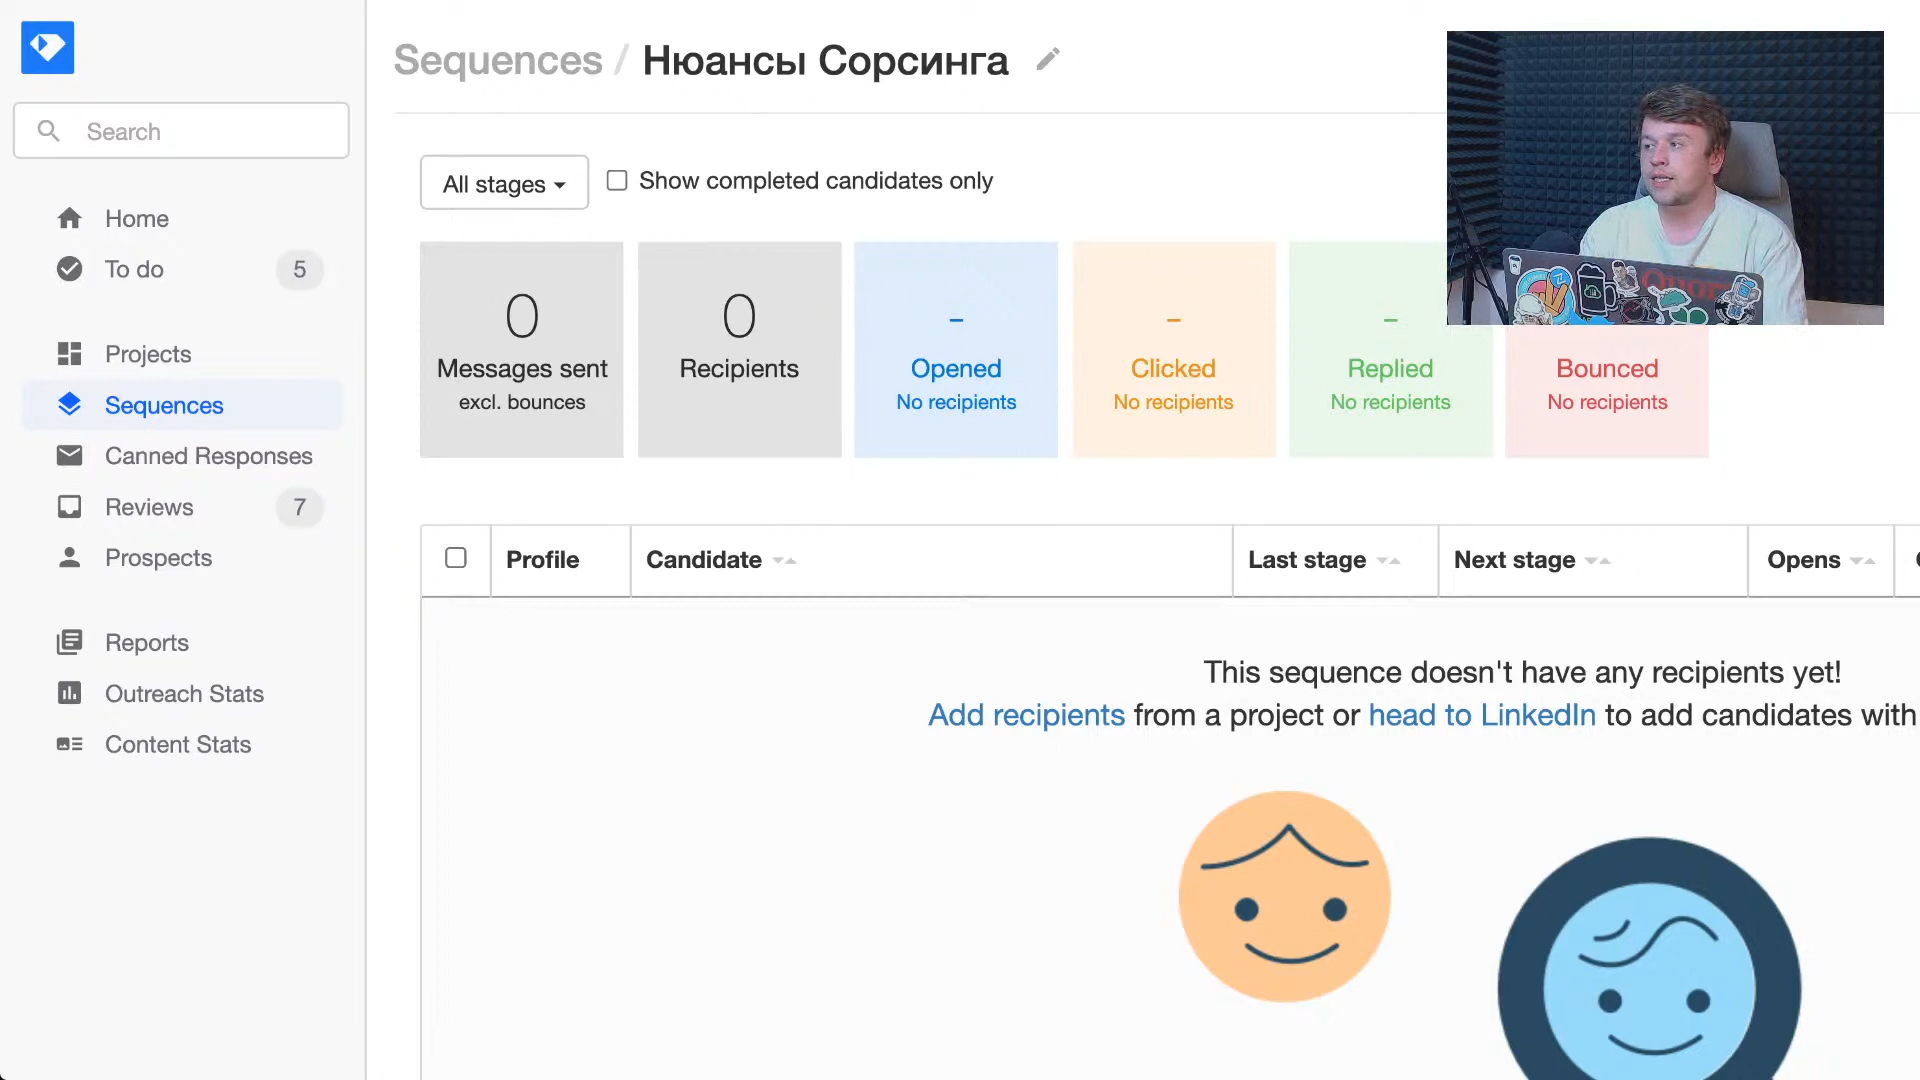 Sequences / Нюансы Сорсинга
Search
Home
To do 5
Projects
Sequences
Canned Responses
Reviews 7
Prospects
Reports
Outreach Stats
Content Stats
All stages
Show completed candidates only
0
Messages sent
excl. bounces
0
Recipients
–
Opened
No recipients
–
Clicked
No recipients
–
Replied
No recipients
Bounced
No recipients
Profile Candidate Last stage Next stage Opens
This sequence doesn't have any recipients yet!
Add recipients from a project or head to LinkedIn to add candidates with